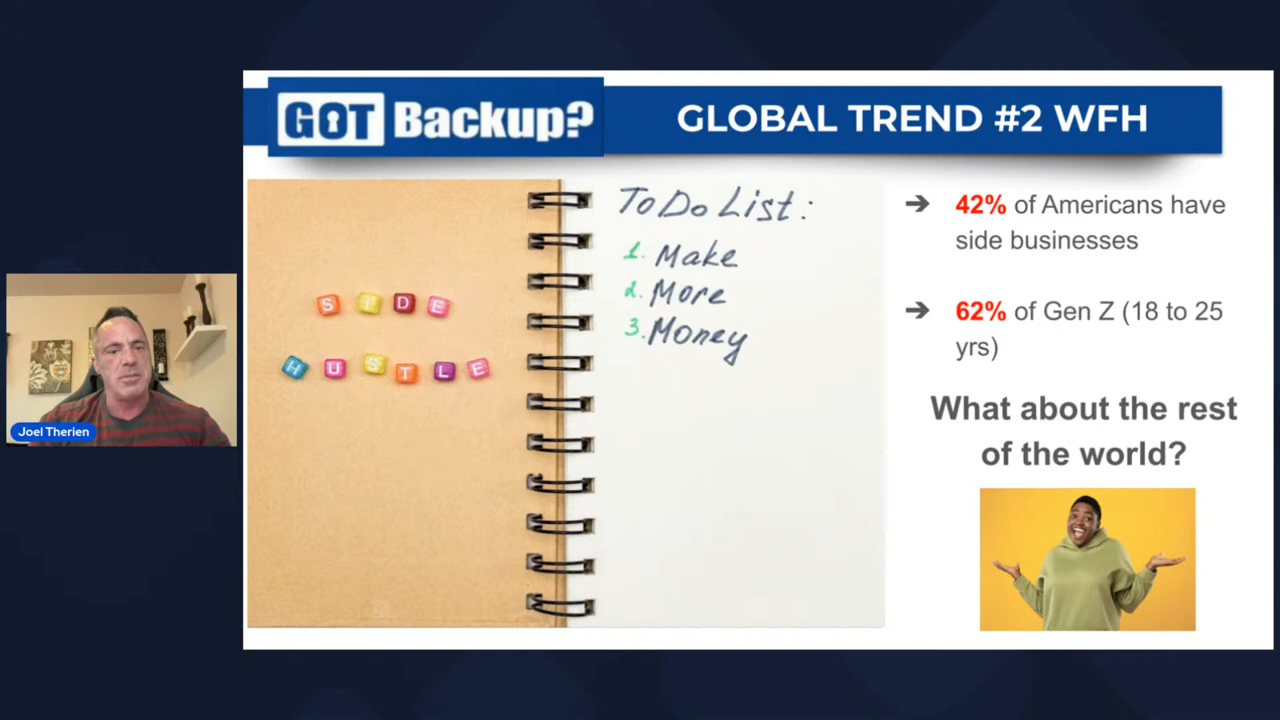 GOT Backup?
GLOBAL TREND #2 WFH
SIDE
HUSTLE
To Do List:
1. Make
2. More
3. Money
➔ 42% of Americans have
side businesses
➔ 62% of Gen Z (18 to 25
yrs)
What about the rest
of the world?
Joel Therien